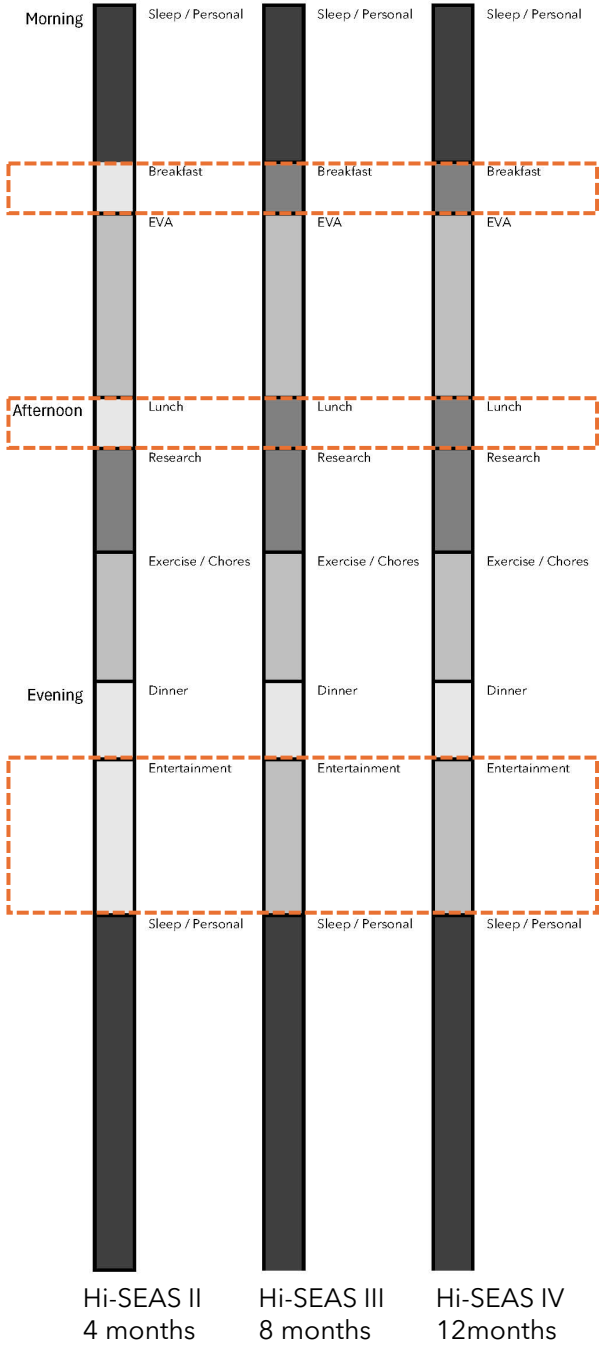 Morning
Sleep / Personal
Sleep / Personal
Sleep / Personal
Breakfast
Breakfast
Breakfast
EVA
EVA
EVA
Afternoon
Lunch
Lunch
Lunch
Research
Research
Research
Exercise / Chores
Exercise / Chores
Exercise / Chores
Evening
Dinner
Dinner
Dinner
Entertainment
Entertainment
Entertainment
Sleep / Personal
Sleep / Personal
Sleep / Personal
Hi-SEAS II
4 months
Hi-SEAS III
8 months
Hi-SEAS IV
12months